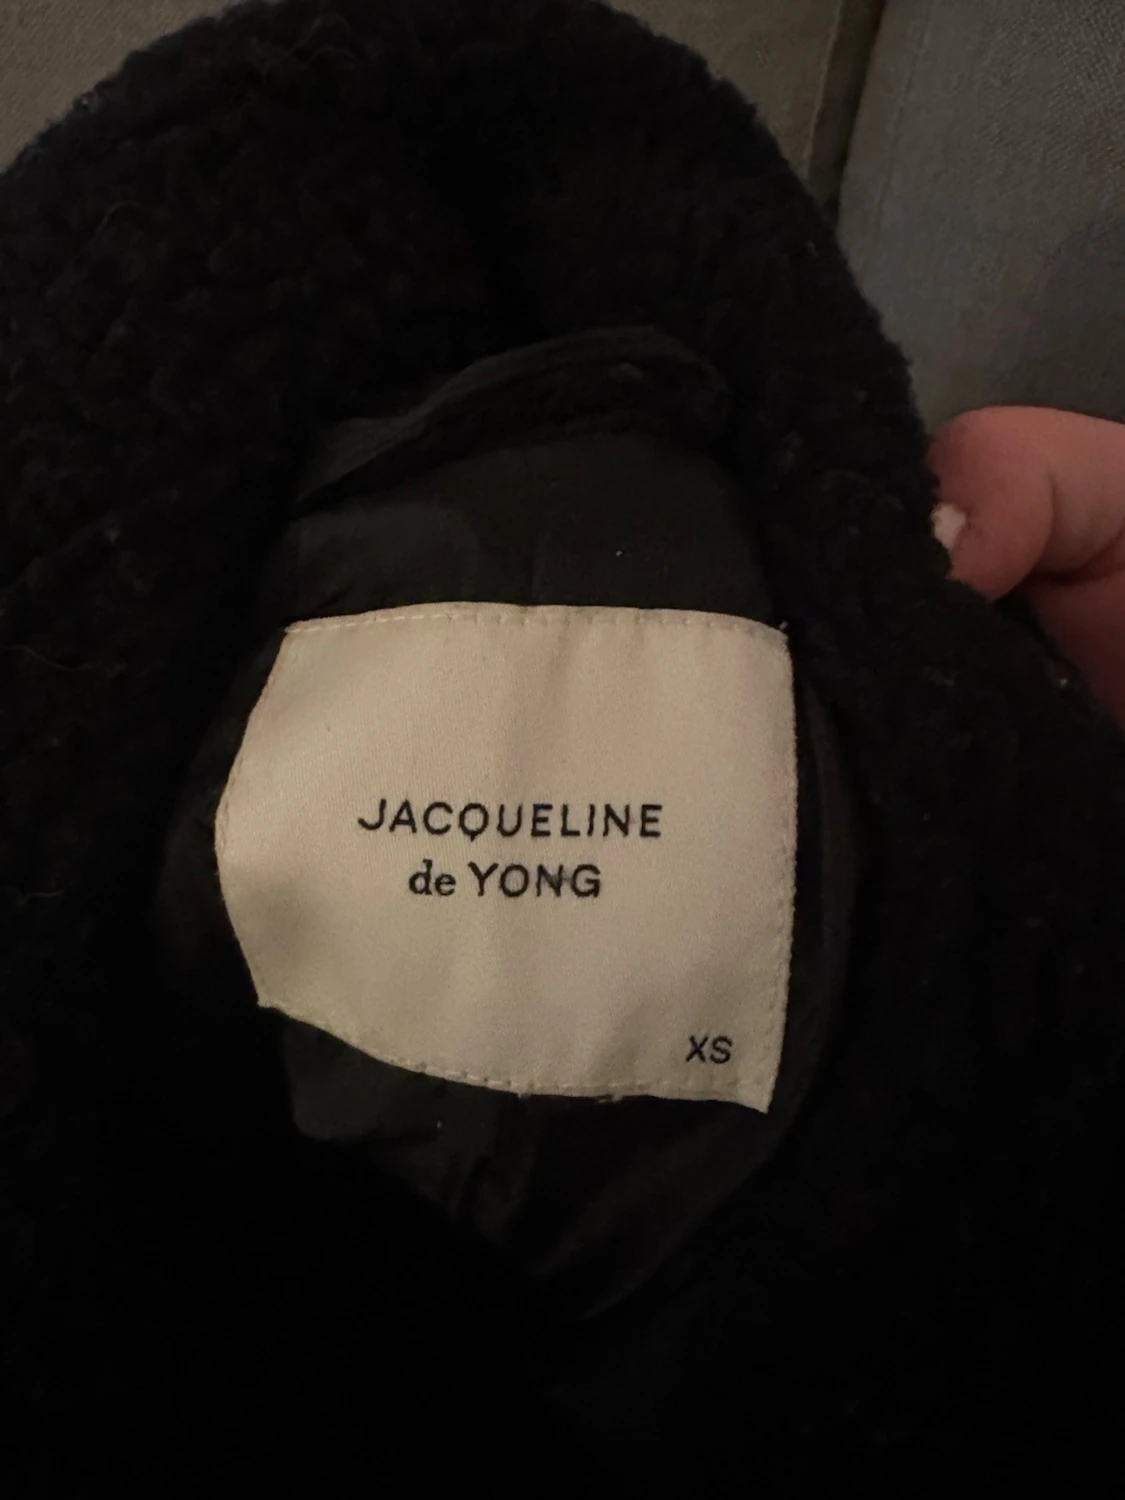 JACQUELINE
de YONG
XS